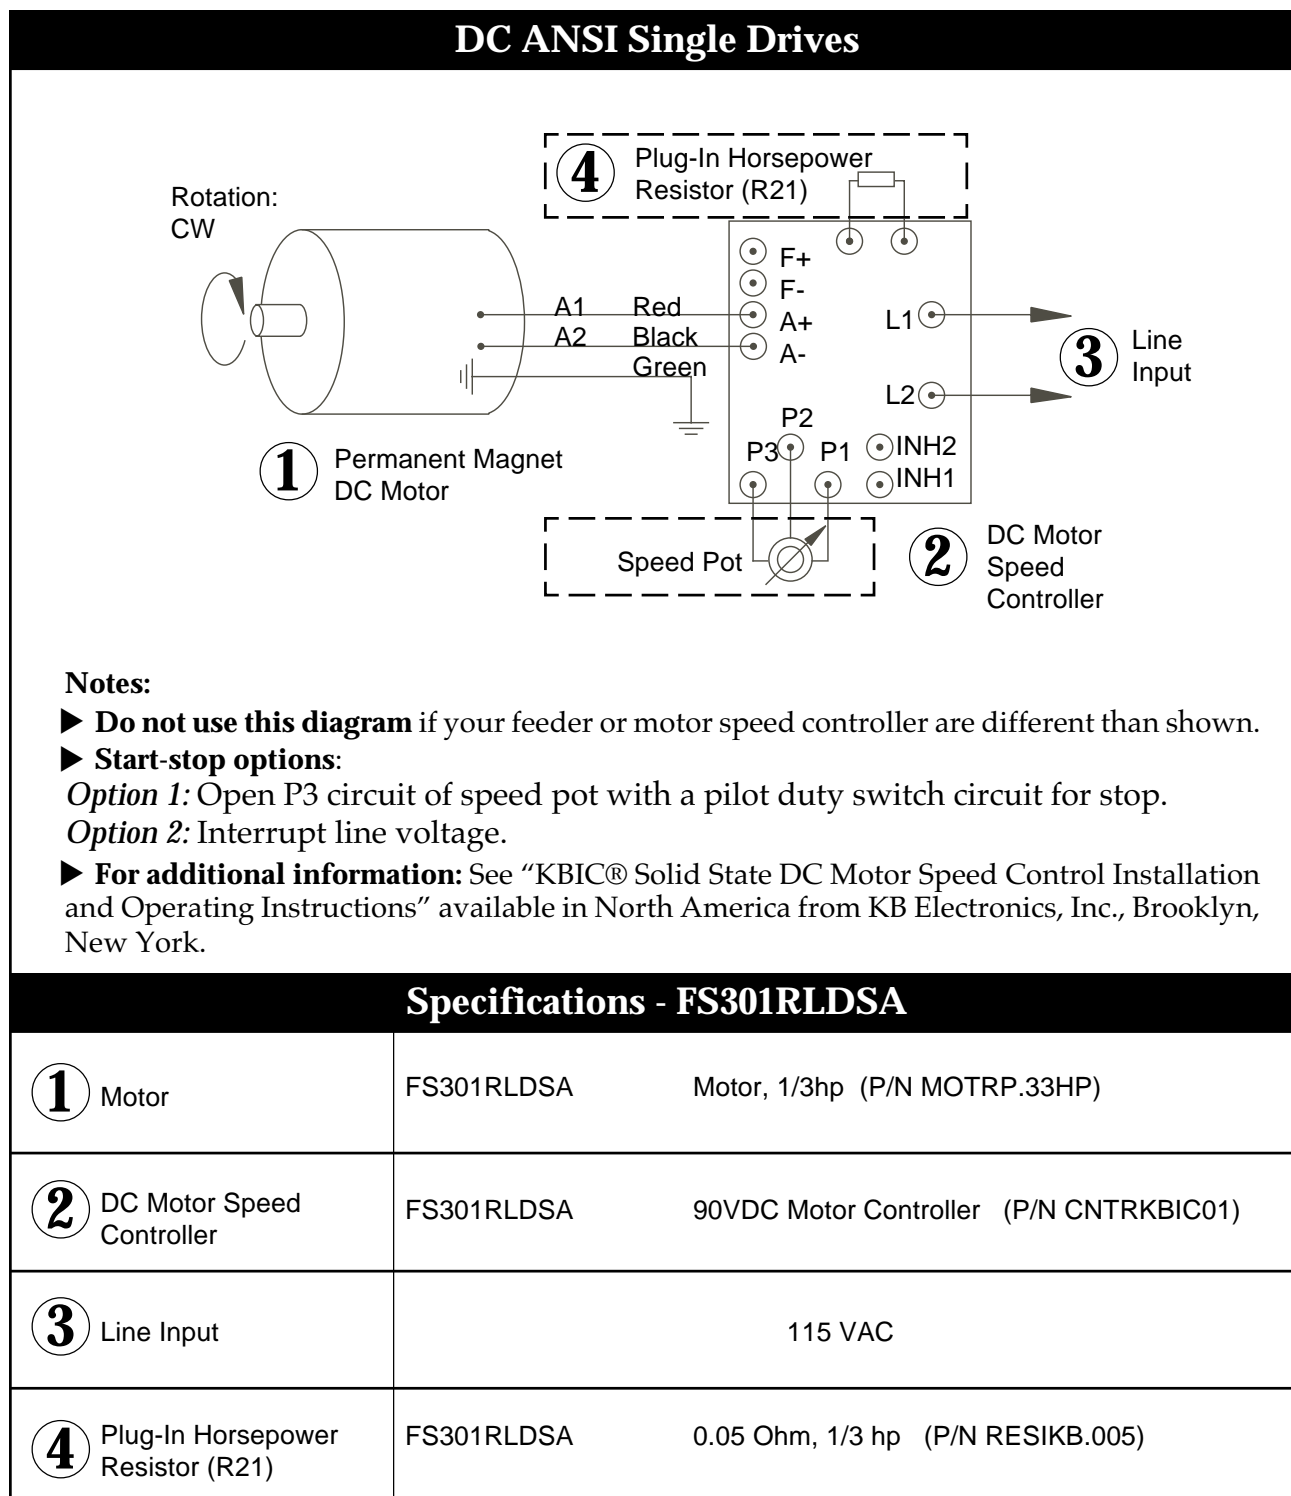 DC ANSI Single Drives
4
Plug-In Horsepower
Resistor (R21)
Rotation:
CW
F+
F-
A1 Red
A+
L1
A2 Black
A-
Green
3
Line
Input
L2
P2
P3
P1
INH2
INH1
1
Permanent Magnet
DC Motor
Speed Pot
2
DC Motor
Speed
Controller
Notes:
▶ Do not use this diagram if your feeder or motor speed controller are different than shown.
▶ Start-stop options:
Option 1: Open P3 circuit of speed pot with a pilot duty switch circuit for stop.
Option 2: Interrupt line voltage.
▶ For additional information: See “KBIC® Solid State DC Motor Speed Control Installation
and Operating Instructions” available in North America from KB Electronics, Inc., Brooklyn,
New York.
Specifications - FS301RLDSA
1 Motor FS301RLDSA Motor, 1/3hp (P/N MOTRP.33HP)
2 DC Motor Speed
Controller FS301RLDSA 90VDC Motor Controller (P/N CNTRKBIC01)
3 Line Input 115 VAC
4 Plug-In Horsepower
Resistor (R21) FS301RLDSA 0.05 Ohm, 1/3 hp (P/N RESIKB.005)